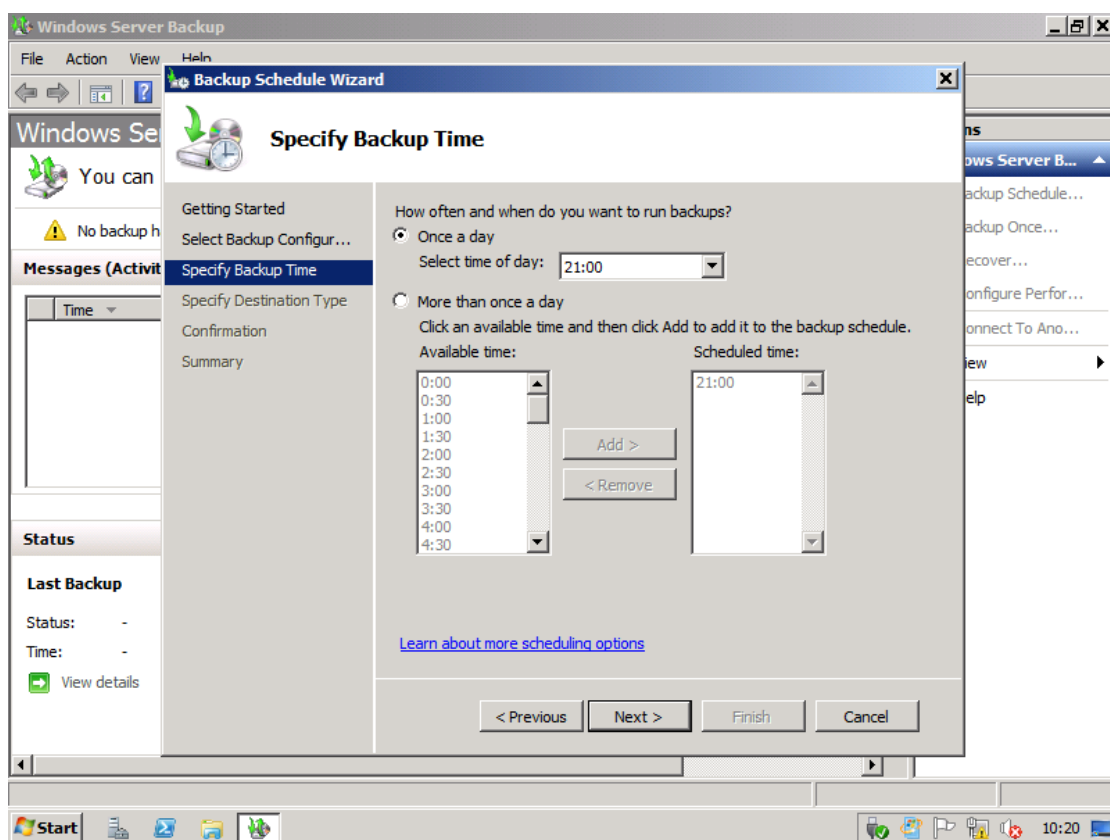 Windows Server Backup
File Action View Help
Backup Schedule Wizard
Windows Se
Specify Backup Time
ns
ows Server B...
You can
ackup Schedule...
ackup Once...
ecover...
onfigure Perfor...
onnect To Ano...
iew
elp
No backup h
Messages (Activit
Time
Getting Started
Select Backup Configur...
Specify Backup Time
Specify Destination Type
Confirmation
Summary
How often and when do you want to run backups?
Once a day
Select time of day: 21:00
More than once a day
Click an available time and then click Add to add it to the backup schedule.
Available time:
0:00
0:30
1:00
1:30
2:00
2:30
3:00
3:30
4:00
4:30
Add >
< Remove
Scheduled time:
21:00
Learn about more scheduling options
< Previous Next > Finish Cancel
Status
Last Backup
Status: -
Time: -
View details
Start
10:20